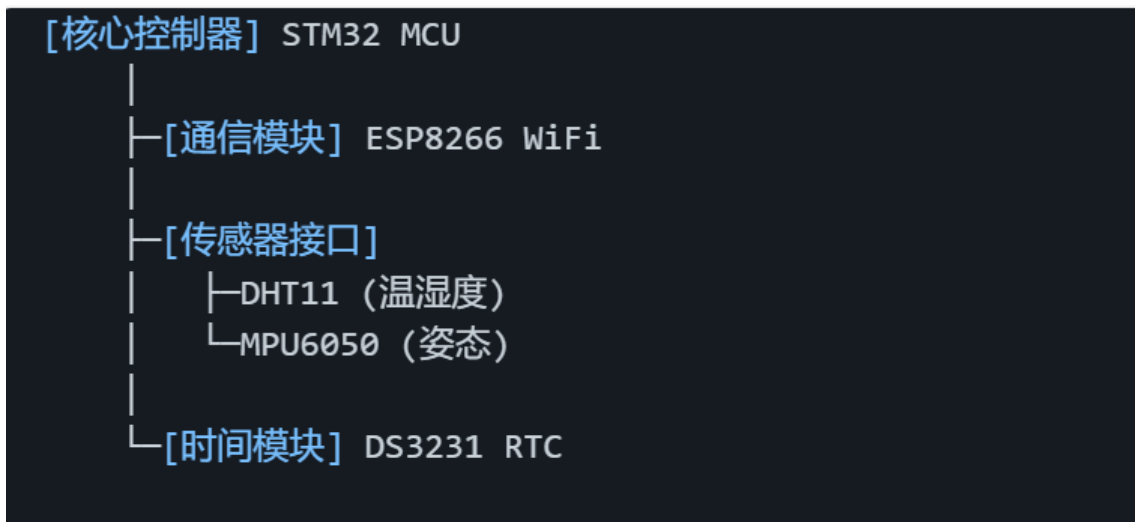 [核心控制器] STM32 MCU
│
├─[通信模块] ESP8266 WiFi
│
├─[传感器接口]
│   ├─DHT11 (温湿度)
│   └─MPU6050 (姿态)
│
└─[时间模块] DS3231 RTC